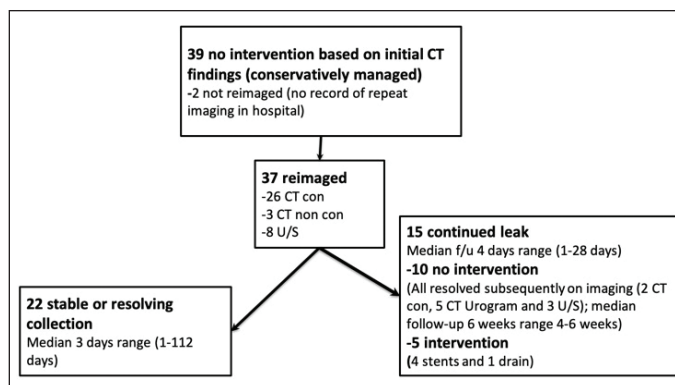 39 no intervention based on initial CT
findings (conservatively managed)
-2 not reimaged (no record of repeat
imaging in hospital)
37 reimaged
-26 CT con
-3 CT non con
-8 U/S
22 stable or resolving
collection
Median 3 days range (1-112
days)
15 continued leak
Median f/u 4 days range (1-28 days)
-10 no intervention
(All resolved subsequently on imaging (2 CT
con, 5 CT Urogram and 3 U/S); median
follow-up 6 weeks range 4-6 weeks)
-5 intervention
(4 stents and 1 drain)